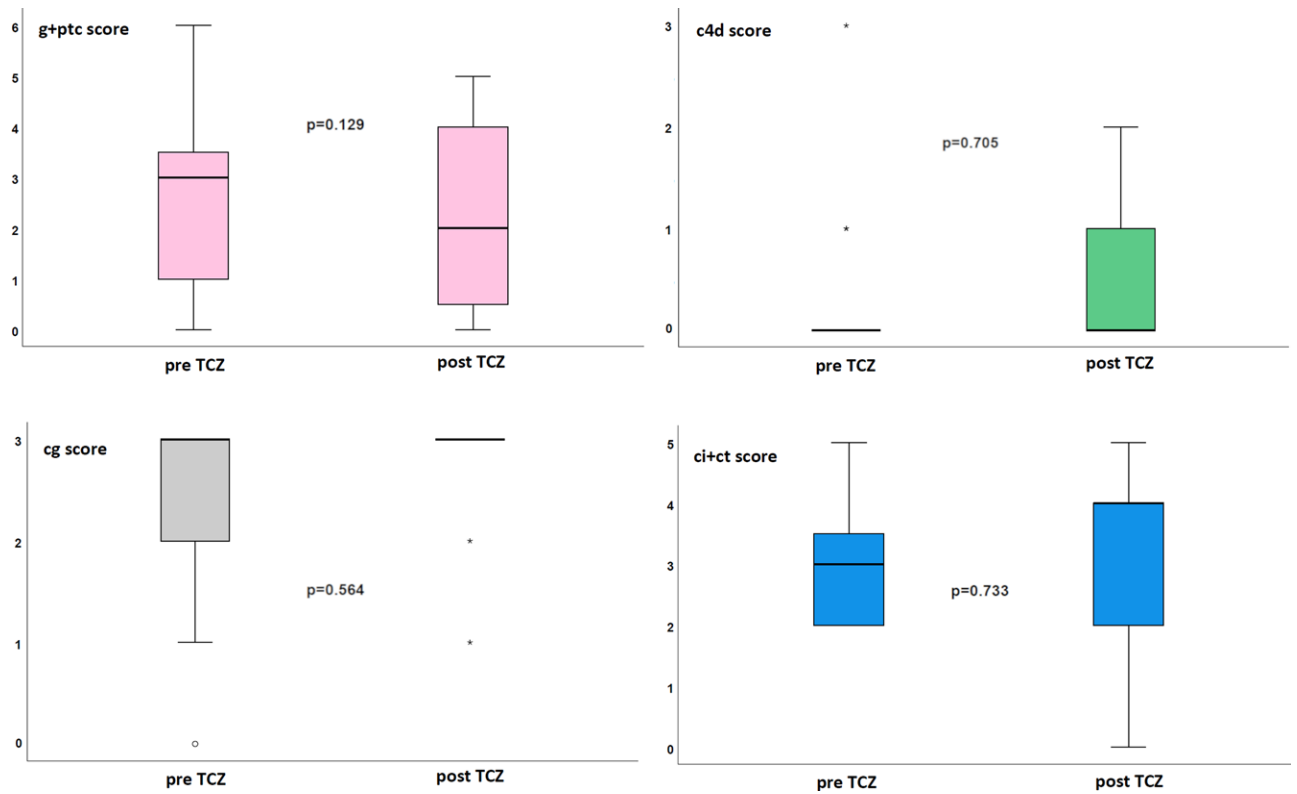 g+ptc score
6
5
4
3
2
1
0
p=0.129
pre TCZ
post TCZ
c4d score
3
2
1
0
p=0.705
pre TCZ
post TCZ
cg score
3
2
1
0
p=0.564
pre TCZ
post TCZ
ci+ct score
5
4
3
2
1
0
p=0.733
pre TCZ
post TCZ